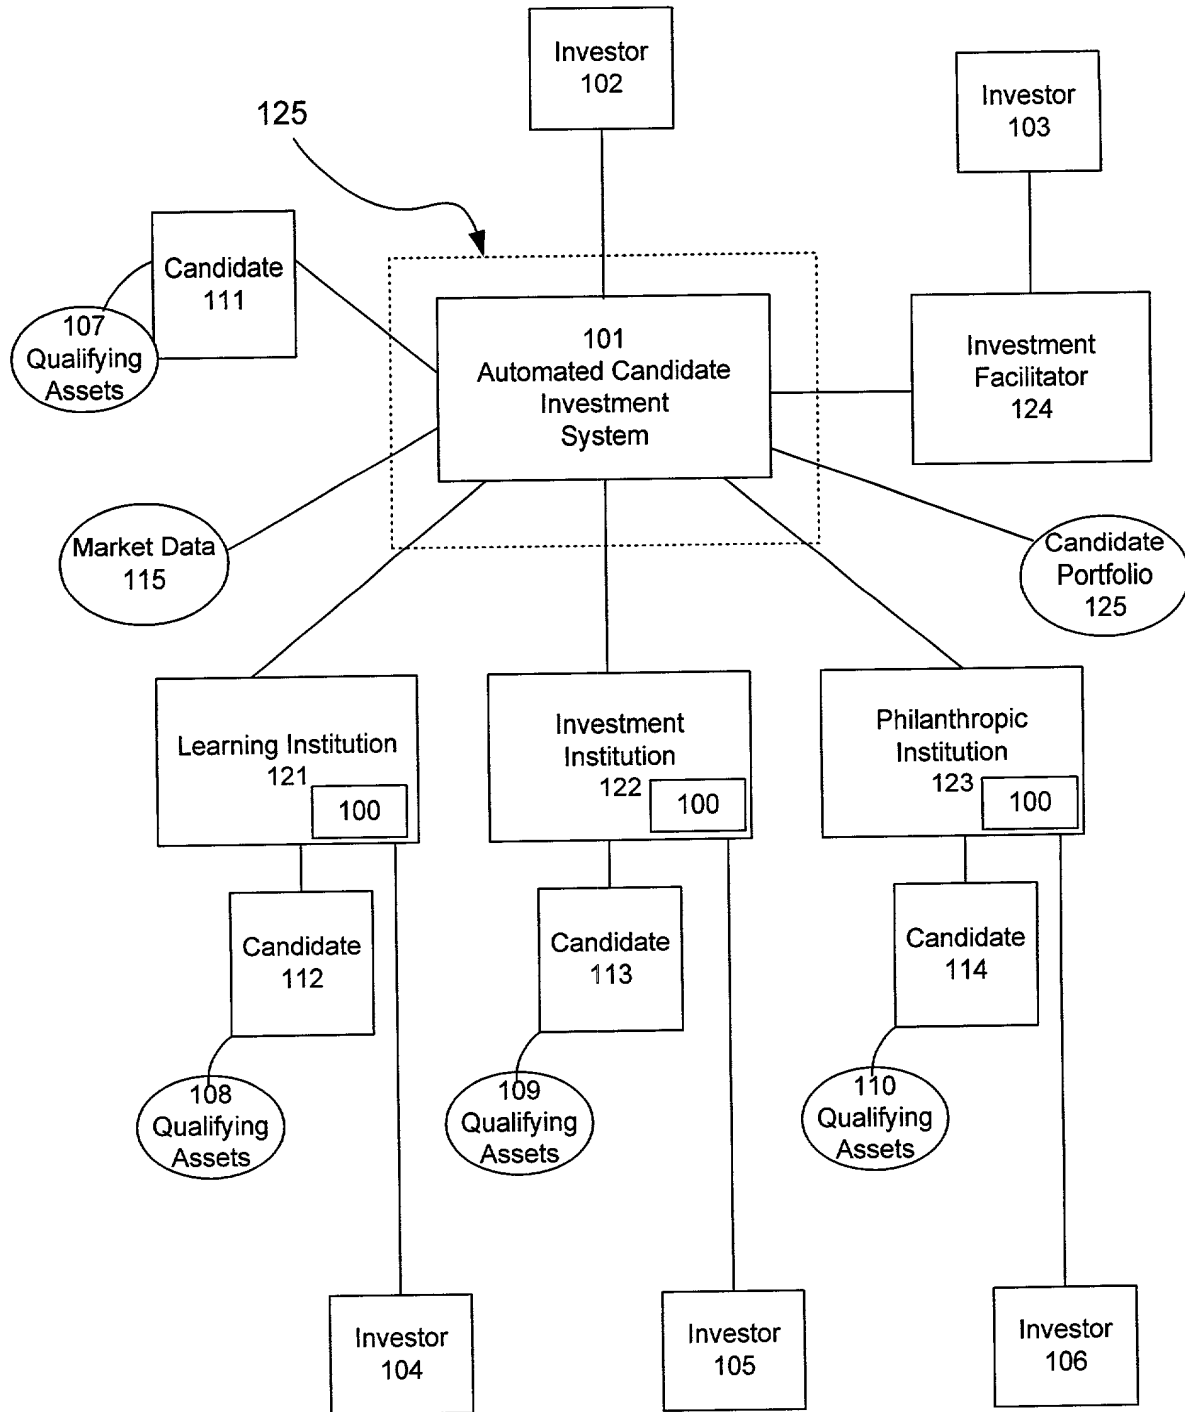 Investor
102
Investor
103
125
Candidate
111
107
Qualifying
Assets
101
Automated Candidate
Investment
System
Investment
Facilitator
124
Market Data
115
Candidate
Portfolio
125
Learning Institution
121
100
Investment
Institution
122
100
Philanthropic
Institution
123
100
Candidate
112
Candidate
113
Candidate
114
108
Qualifying
Assets
109
Qualifying
Assets
110
Qualifying
Assets
Investor
104
Investor
105
Investor
106